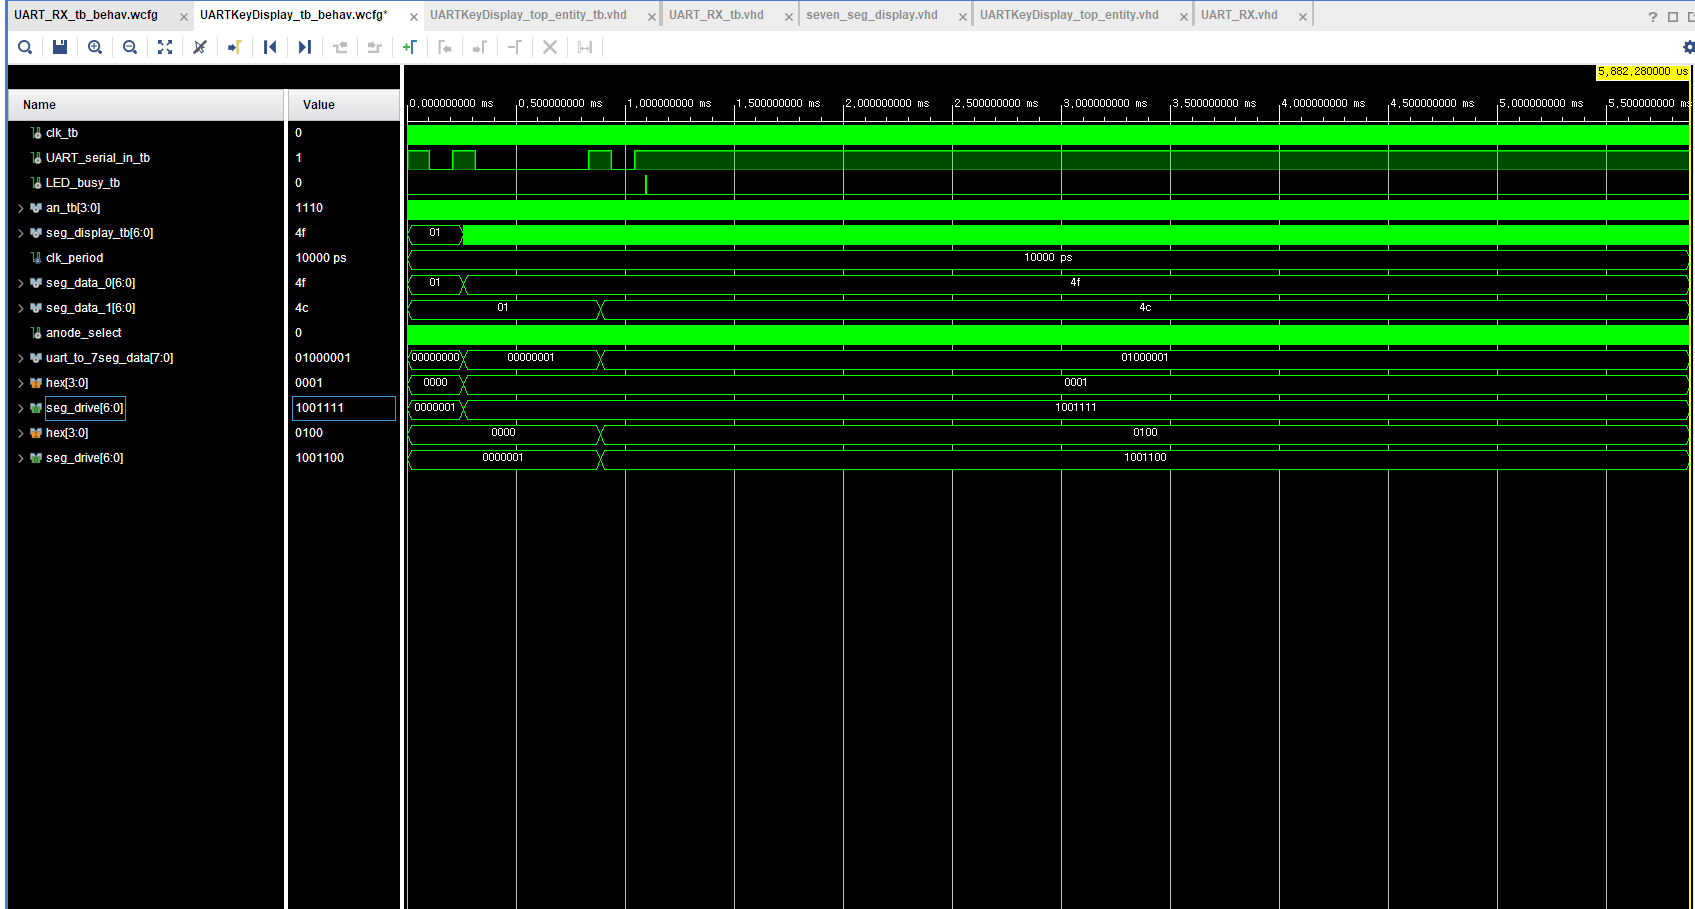 UART_RX_tb_behav.wcfg UARTKeyDisplay_tb_behav.wcfg* UARTKeyDisplay_top_entity_tb.vhd UART_RX_tb.vhd seven_seg_display.vhd UARTKeyDisplay_top_entity.vhd UART_RX.vhd
5,882.280000 us
Name Value 0.000000000 ms 0.500000000 ms 1.000000000 ms 1.500000000 ms 2.000000000 ms 2.500000000 ms 3.000000000 ms 3.500000000 ms 4.000000000 ms 4.500000000 ms 5.000000000 ms 5.500000000 ms
clk_tb 0
UART_serial_in_tb 1
LED_busy_tb 0
an_tb[3:0] 1110
seg_display_tb[6:0] 4f 01
clk_period 10000 ps 10000 ps
seg_data_0[6:0] 4f 01 4f
seg_data_1[6:0] 4c 01 4c
anode_select 0
uart_to_7seg_data[7:0] 01000001 00000000 00000001 01000001
hex[3:0] 0001 0000 0001
seg_drive[6:0] 1001111 0000001 1001111
hex[3:0] 0100 0000 0100
seg_drive[6:0] 1001100 0000001 1001100